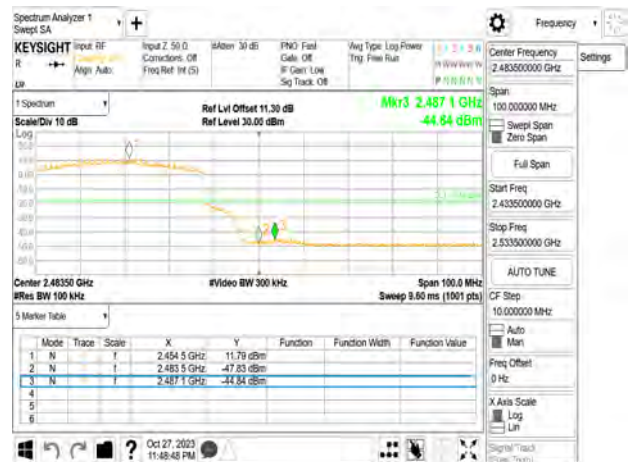 Spectrum Analyzer 1
Swept SA
Frequency
KEYSIGHT
Input: RF
Input Z: 50 Ω
#Atten: 30 dB
PNO: Fast
Avg Type: Log-Power
R
Align: Auto
Corrections: Off
Freq Ref: Int (S)
Gate: Off
IF Gain: Low
Sig Track: Off
Trig: Free Run
Center Frequency
2.483500000 GHz
Settings
Span
100.000000 MHz
Swept Span
Zero Span
Full Span
Start Freq
2.433500000 GHz
Stop Freq
2.533500000 GHz
AUTO TUNE
CF Step
10.000000 MHz
Auto
Man
Freq Offset
0 Hz
X Axis Scale
Log
Lin
Signal Track
1 Spectrum
Scale/Div 10 dB
Ref Lvl Offset 11.30 dB
Ref Level 30.00 dBm
Mkr3 2.487 1 GHz
-44.84 dBm
Log
2
3
Center 2.48350 GHz
#Video BW 300 kHz
Span 100.0 MHz
#Res BW 100 kHz
Sweep 9.60 ms (1001 pts)
5 Marker Table
Mode Trace Scale X Y Function Function Width Function Value
1 N f 2.454 5 GHz 11.79 dBm
2 N f 2.483 5 GHz -47.83 dBm
3 N f 2.487 1 GHz -44.84 dBm
4
5
6
?
Oct 27, 2023
11:48:48 PM